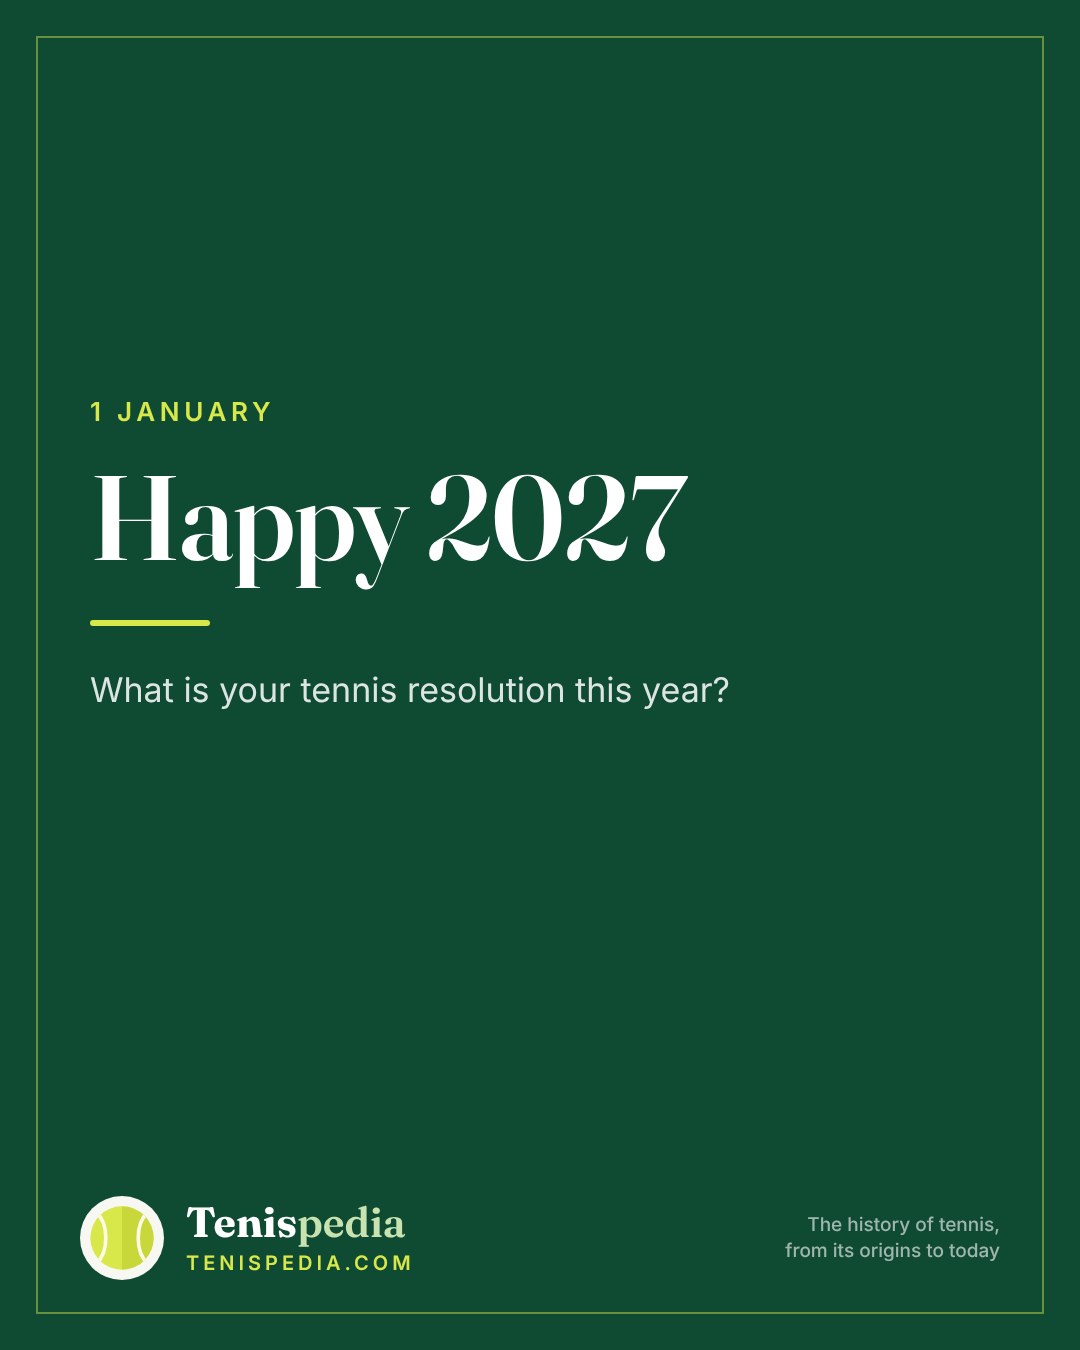 1 JANUARY
Happy 2027
What is your tennis resolution this year?
Tenispedia
TENISPEDIA.COM
The history of tennis,
from its origins to today